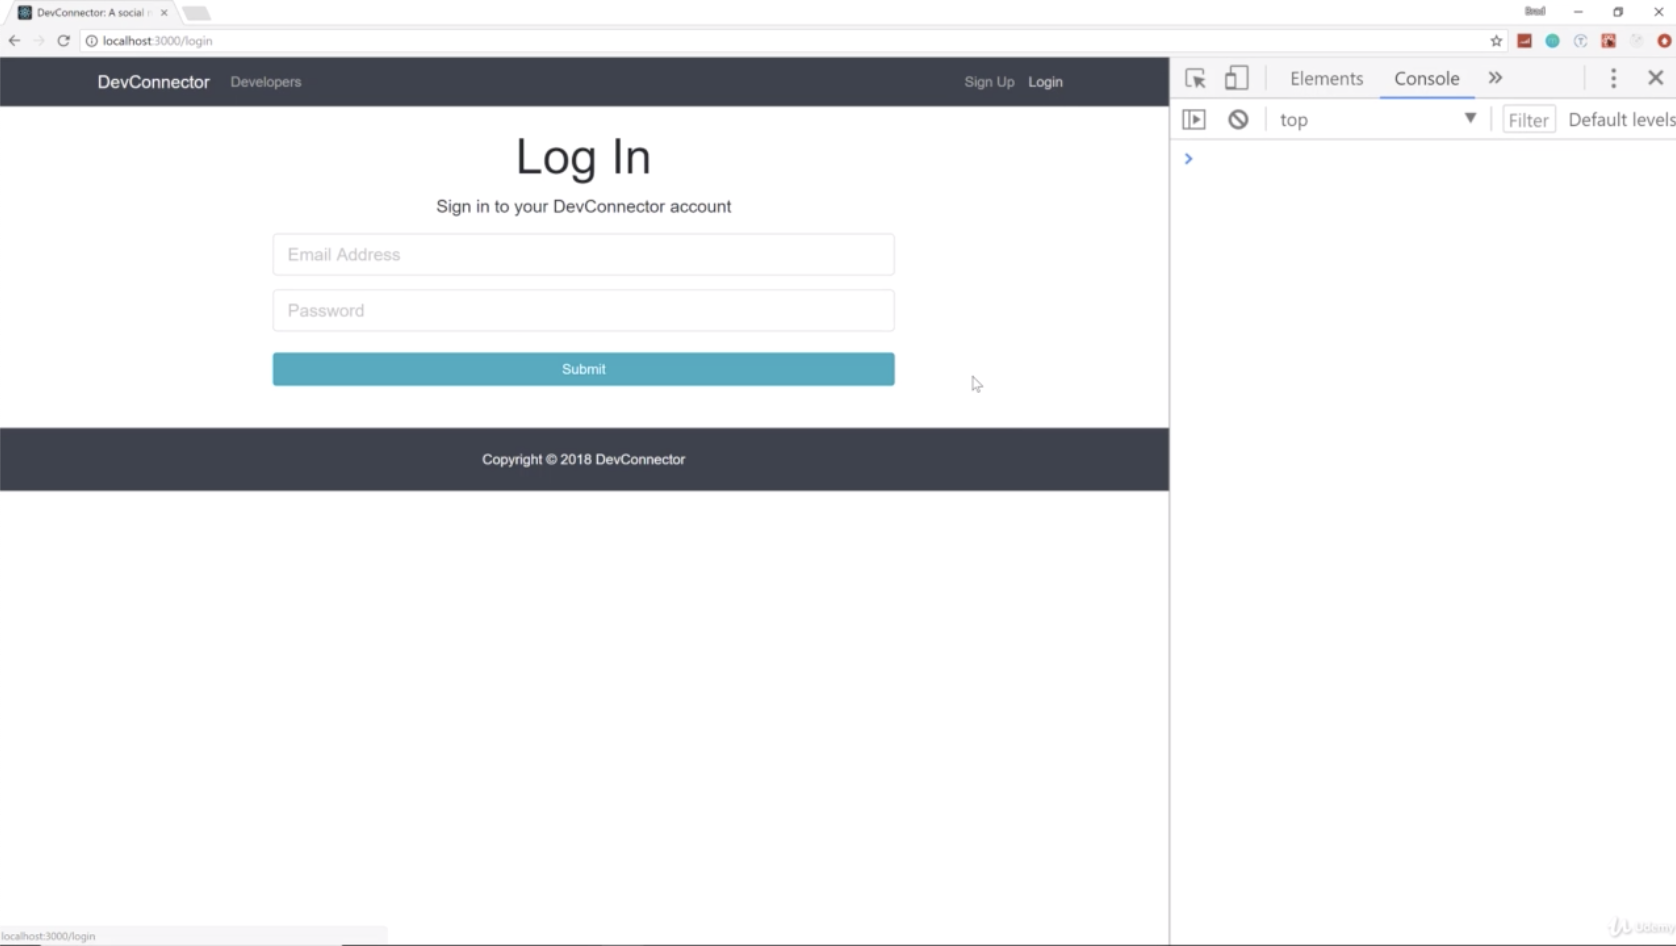 DevConnector: A social
localhost:3000/login
DevConnector Developers Sign Up Login
Elements Console
top Filter Default levels
Log In
Sign in to your DevConnector account
Email Address
Password
Submit
Copyright © 2018 DevConnector
localhost:3000/login
Udemy